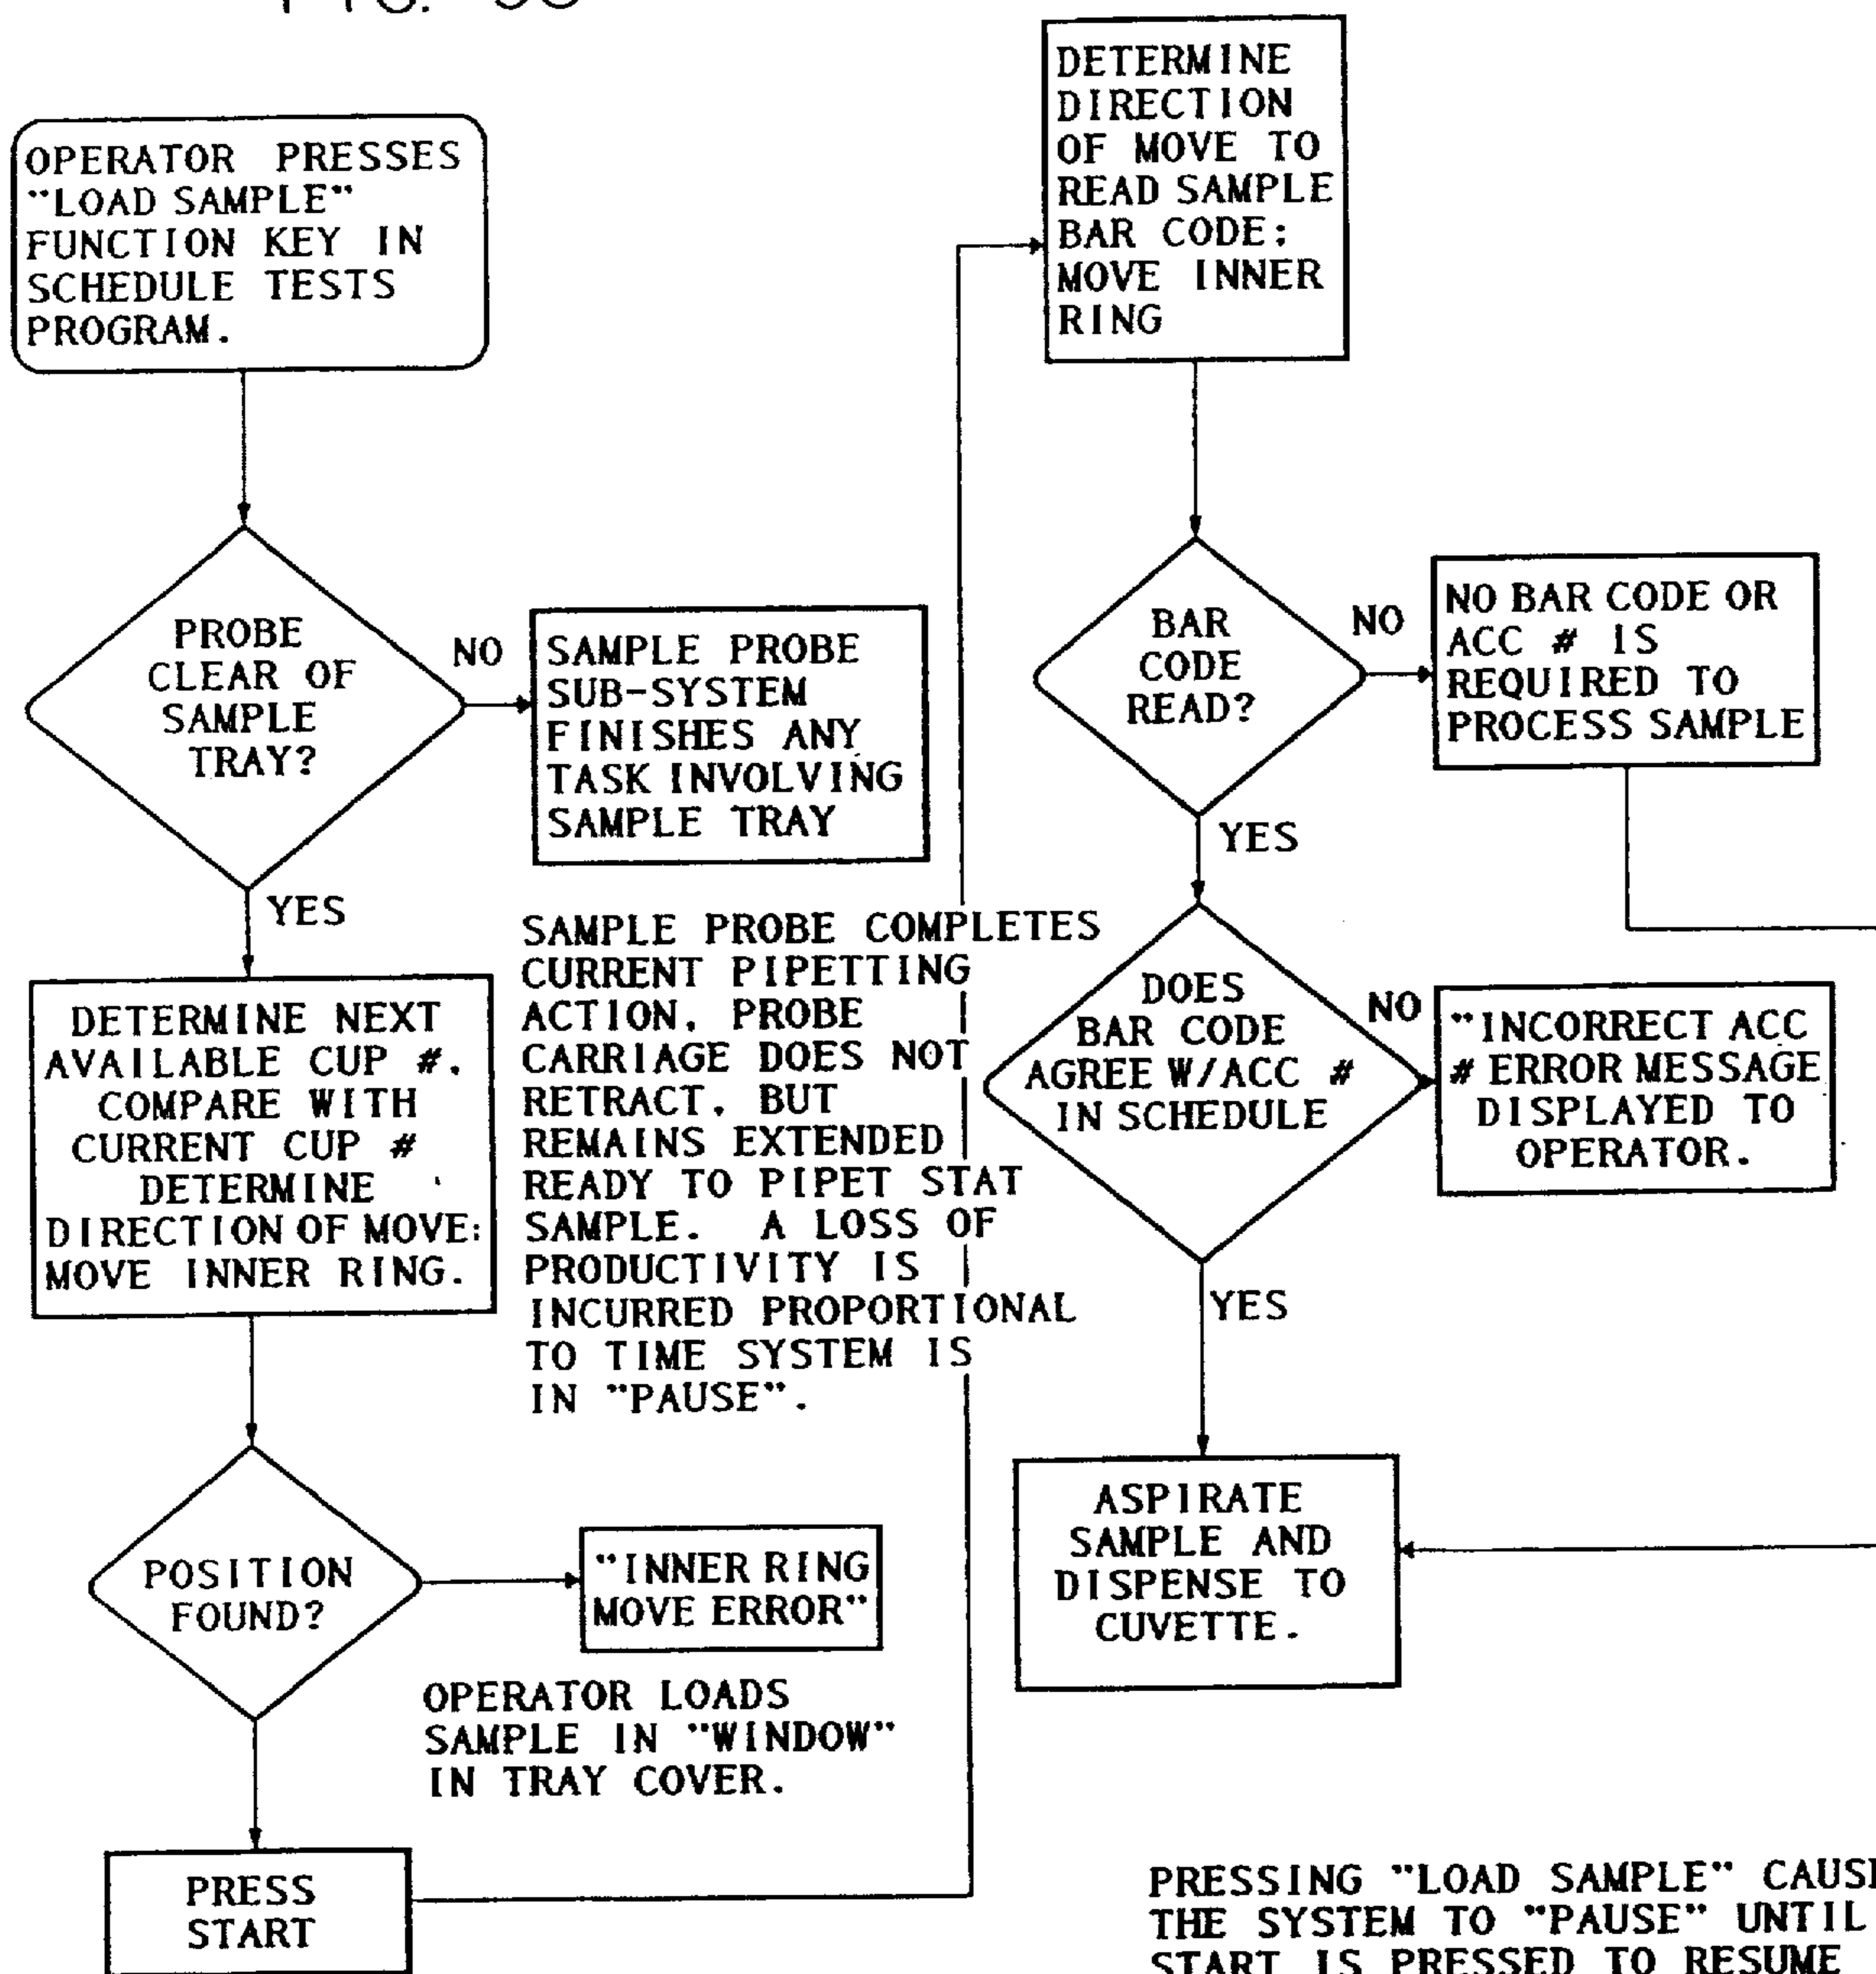 OPERATOR PRESSES
"LOAD SAMPLE"
FUNCTION KEY IN
SCHEDULE TESTS
PROGRAM.
PROBE
CLEAR OF
SAMPLE
TRAY?
NO
SAMPLE PROBE
SUB-SYSTEM
FINISHES ANY
TASK INVOLVING
SAMPLE TRAY
YES
DETERMINE NEXT
AVAILABLE CUP #.
COMPARE WITH
CURRENT CUP #
DETERMINE
DIRECTION OF MOVE:
MOVE INNER RING.
SAMPLE PROBE COMPLETES
CURRENT PIPETTING
ACTION. PROBE
CARRIAGE DOES NOT
RETRACT, BUT
REMAINS EXTENDED
READY TO PIPET STAT
SAMPLE. A LOSS OF
PRODUCTIVITY IS
INCURRED PROPORTIONAL
TO TIME SYSTEM IS
IN "PAUSE".
POSITION
FOUND?
"INNER RING
MOVE ERROR"
OPERATOR LOADS
SAMPLE IN "WINDOW"
IN TRAY COVER.
PRESS
START
DETERMINE
DIRECTION
OF MOVE TO
READ SAMPLE
BAR CODE;
MOVE INNER
RING
BAR
CODE
READ?
NO
NO BAR CODE OR
ACC # IS
REQUIRED TO
PROCESS SAMPLE
YES
DOES
BAR CODE
AGREE W/ACC #
IN SCHEDULE
NO
"INCORRECT ACC
# ERROR MESSAGE
DISPLAYED TO
OPERATOR.
YES
ASPIRATE
SAMPLE AND
DISPENSE TO
CUVETTE.
PRESSING "LOAD SAMPLE" CAUSE
THE SYSTEM TO "PAUSE" UNTIL
START IS PRESSED TO RESUME